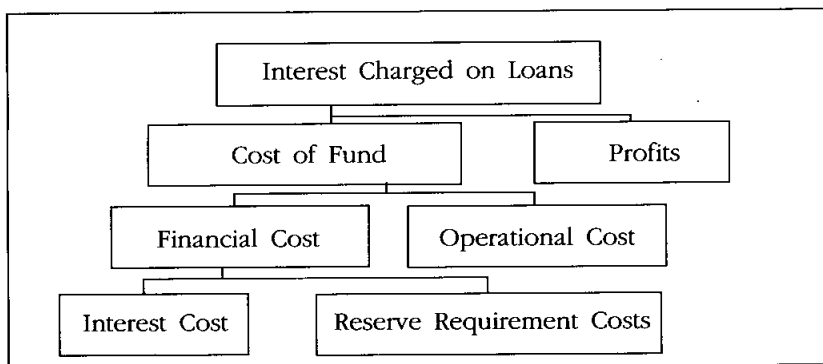 Interest Charged on Loans
Cost of Fund
Profits
Financial Cost
Operational Cost
Interest Cost
Reserve Requirement Costs